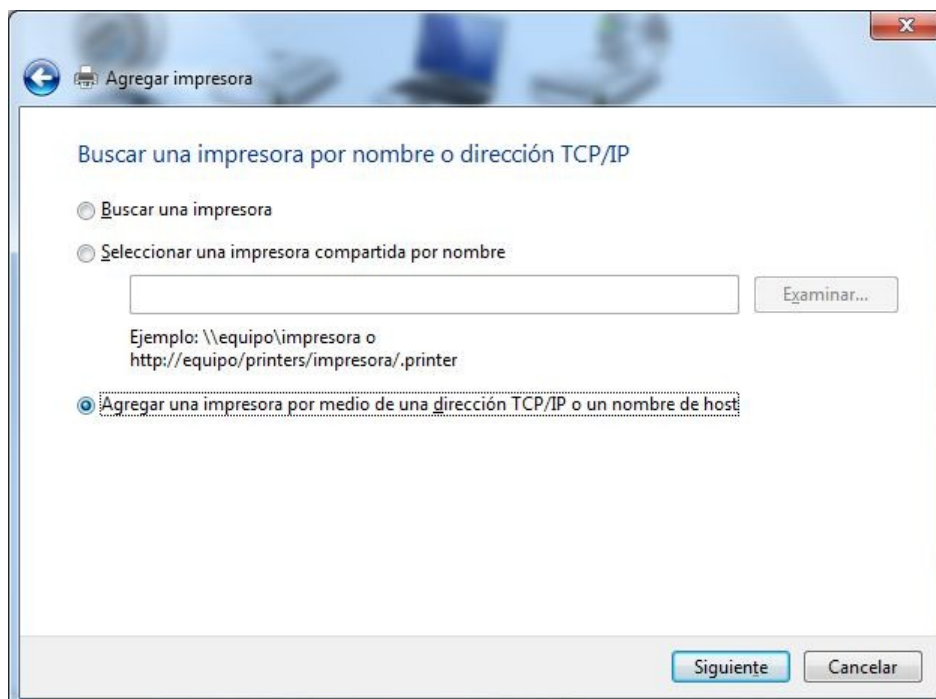 Agregar impresora
Buscar una impresora por nombre o dirección TCP/IP
Buscar una impresora
Seleccionar una impresora compartida por nombre
Examinar...
Ejemplo: \\equipo\impresora o
http://equipo/printers/impresora/.printer
Agregar una impresora por medio de una dirección TCP/IP o un nombre de host
Siguiente
Cancelar